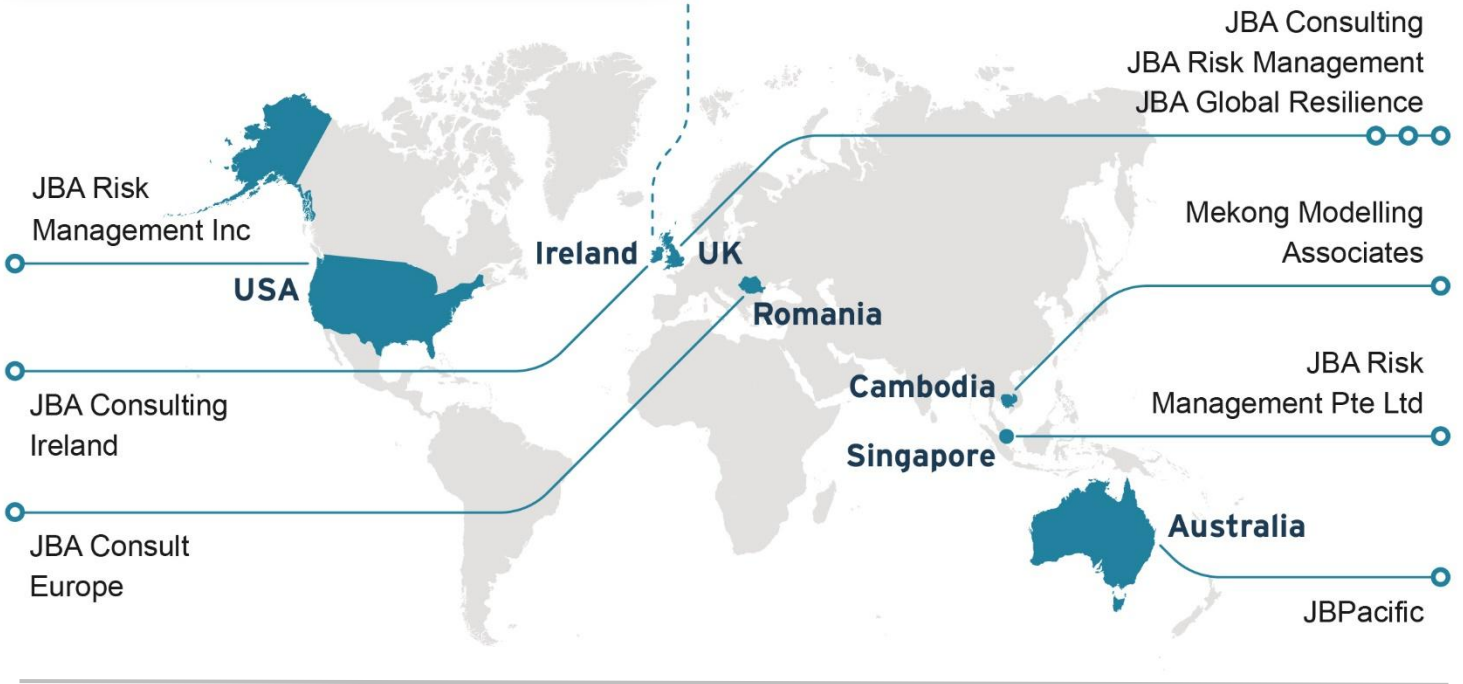 JBA Consulting
JBA Risk Management
JBA Global Resilience
JBA Risk
Management Inc
USA
Ireland
UK
Romania
Mekong Modelling
Associates
Cambodia
JBA Risk
Management Pte Ltd
Singapore
JBA Consulting
Ireland
JBA Consult
Europe
Australia
JBPacific